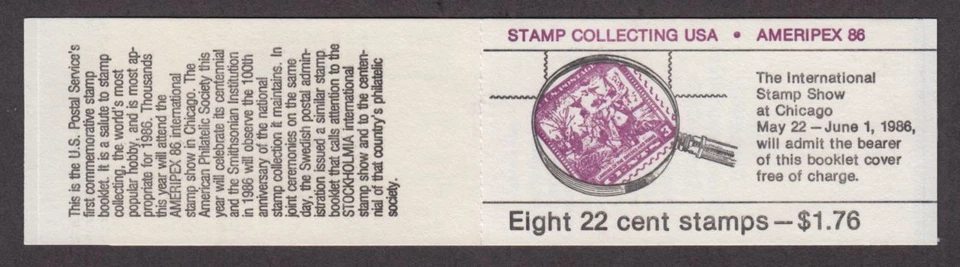 This is the U.S. Postal Service's
first commemorative stamp
booklet. It is a salute to stamp
collecting, the world's most
popular hobby, and is most ap-
propriate for 1986. Thousands
this year will attend the
AMERIPEX 86 international
stamp show in Chicago. The
American Philatelic Society this
year will celebrate its centennial
and the Smithsonian Institution
in 1986 will observe the 100th
anniversary of the national
stamp collection it maintains. In
joint ceremonies on the same
day, the Swedish postal admin-
istration issued a similar stamp
booklet that calls attention to the
STOCKHOLMIA international
stamp show and to the centen-
nial of that country's philatelic
society.
STAMP COLLECTING USA • AMERIPEX 86
The International
Stamp Show
at Chicago
May 22 – June 1, 1986,
will admit the bearer
of this booklet cover
free of charge.
Eight 22 cent stamps – $1.76